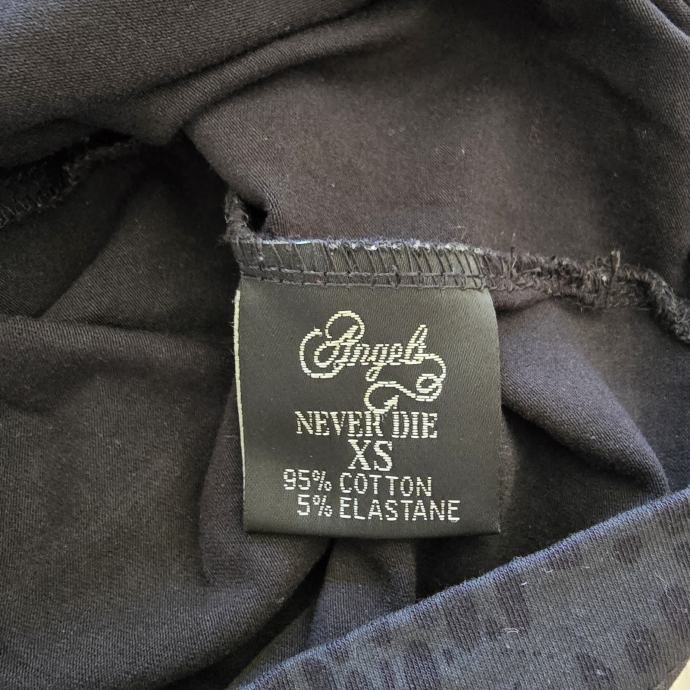 Angels
NEVER DIE
XS
95% COTTON
5% ELASTANE